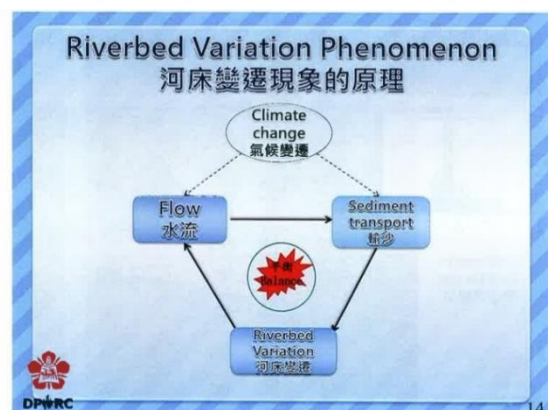 Riverbed Variation Phenomenon
河床變遷現象的原理
Climate
change
氣候變遷
Flow
水流
Sediment
transport
輸沙
平衡
Balance
Riverbed
Variation
河床變遷
DPRC
14